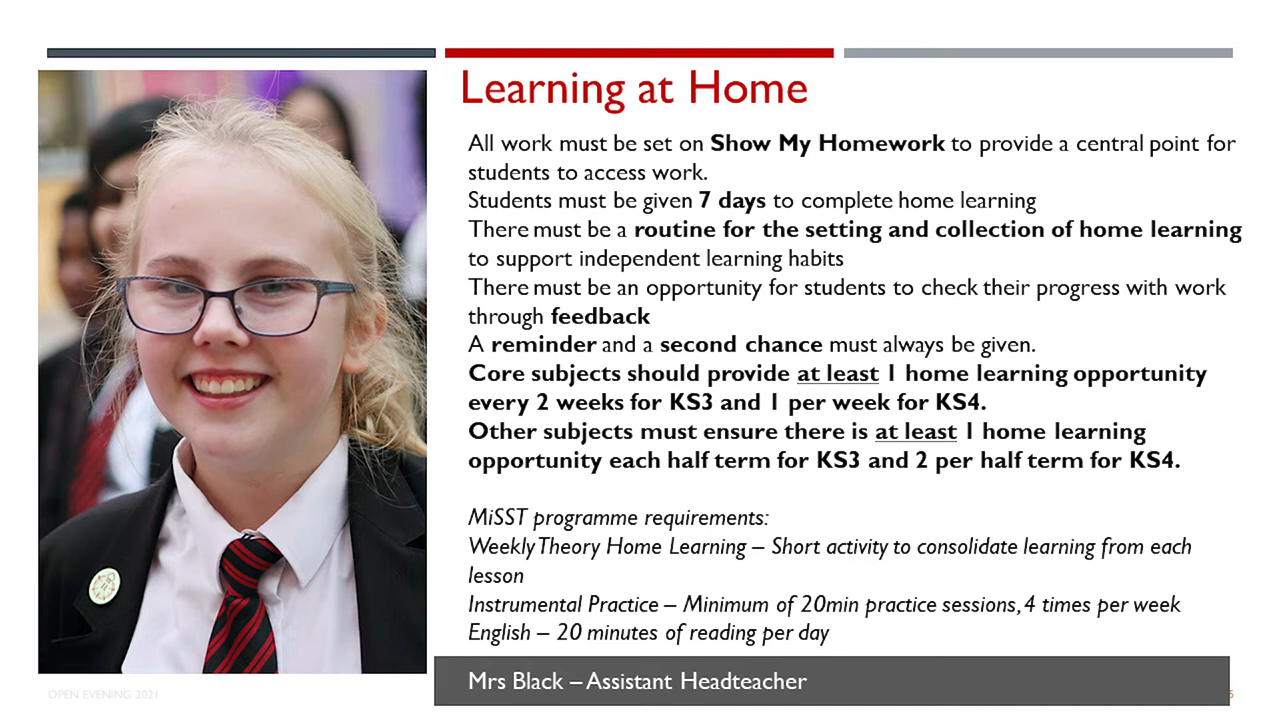 Learning at Home
All work must be set on Show My Homework to provide a central point for
students to access work.
Students must be given 7 days to complete home learning
There must be a routine for the setting and collection of home learning
to support independent learning habits
There must be an opportunity for students to check their progress with work
through feedback
A reminder and a second chance must always be given.
Core subjects should provide at least 1 home learning opportunity
every 2 weeks for KS3 and 1 per week for KS4.
Other subjects must ensure there is at least 1 home learning
opportunity each half term for KS3 and 2 per half term for KS4.
MiSST programme requirements:
Weekly Theory Home Learning – Short activity to consolidate learning from each
lesson
Instrumental Practice – Minimum of 20min practice sessions, 4 times per week
English – 20 minutes of reading per day
Mrs Black – Assistant Headteacher
OPEN EVENING 2021